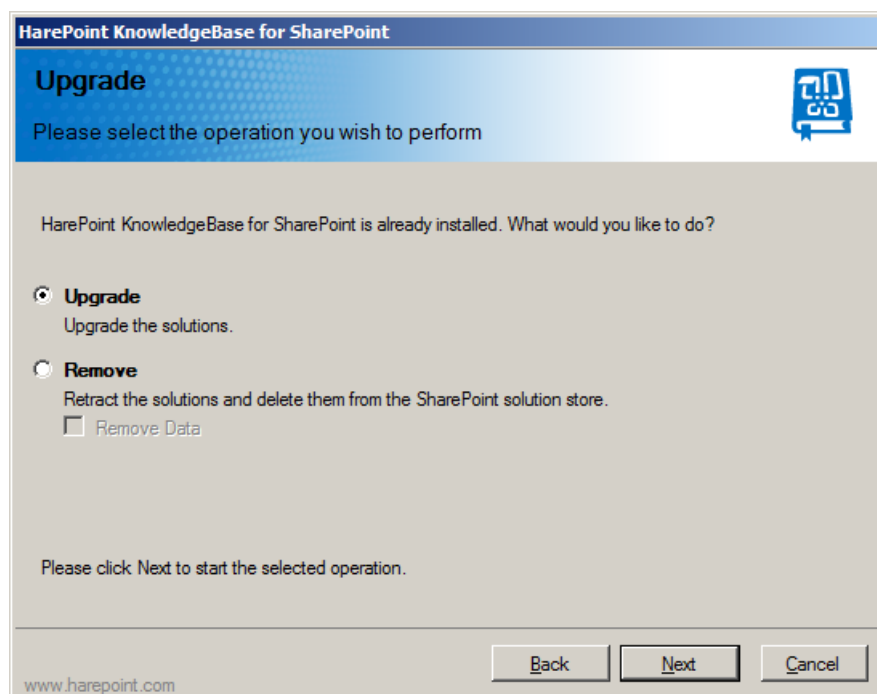 HarePoint KnowledgeBase for SharePoint
Upgrade
Please select the operation you wish to perform
HarePoint KnowledgeBase for SharePoint is already installed. What would you like to do?
Upgrade
Upgrade the solutions.
Remove
Retract the solutions and delete them from the SharePoint solution store.
Remove Data
Please click Next to start the selected operation.
Back Next Cancel
www.harepoint.com